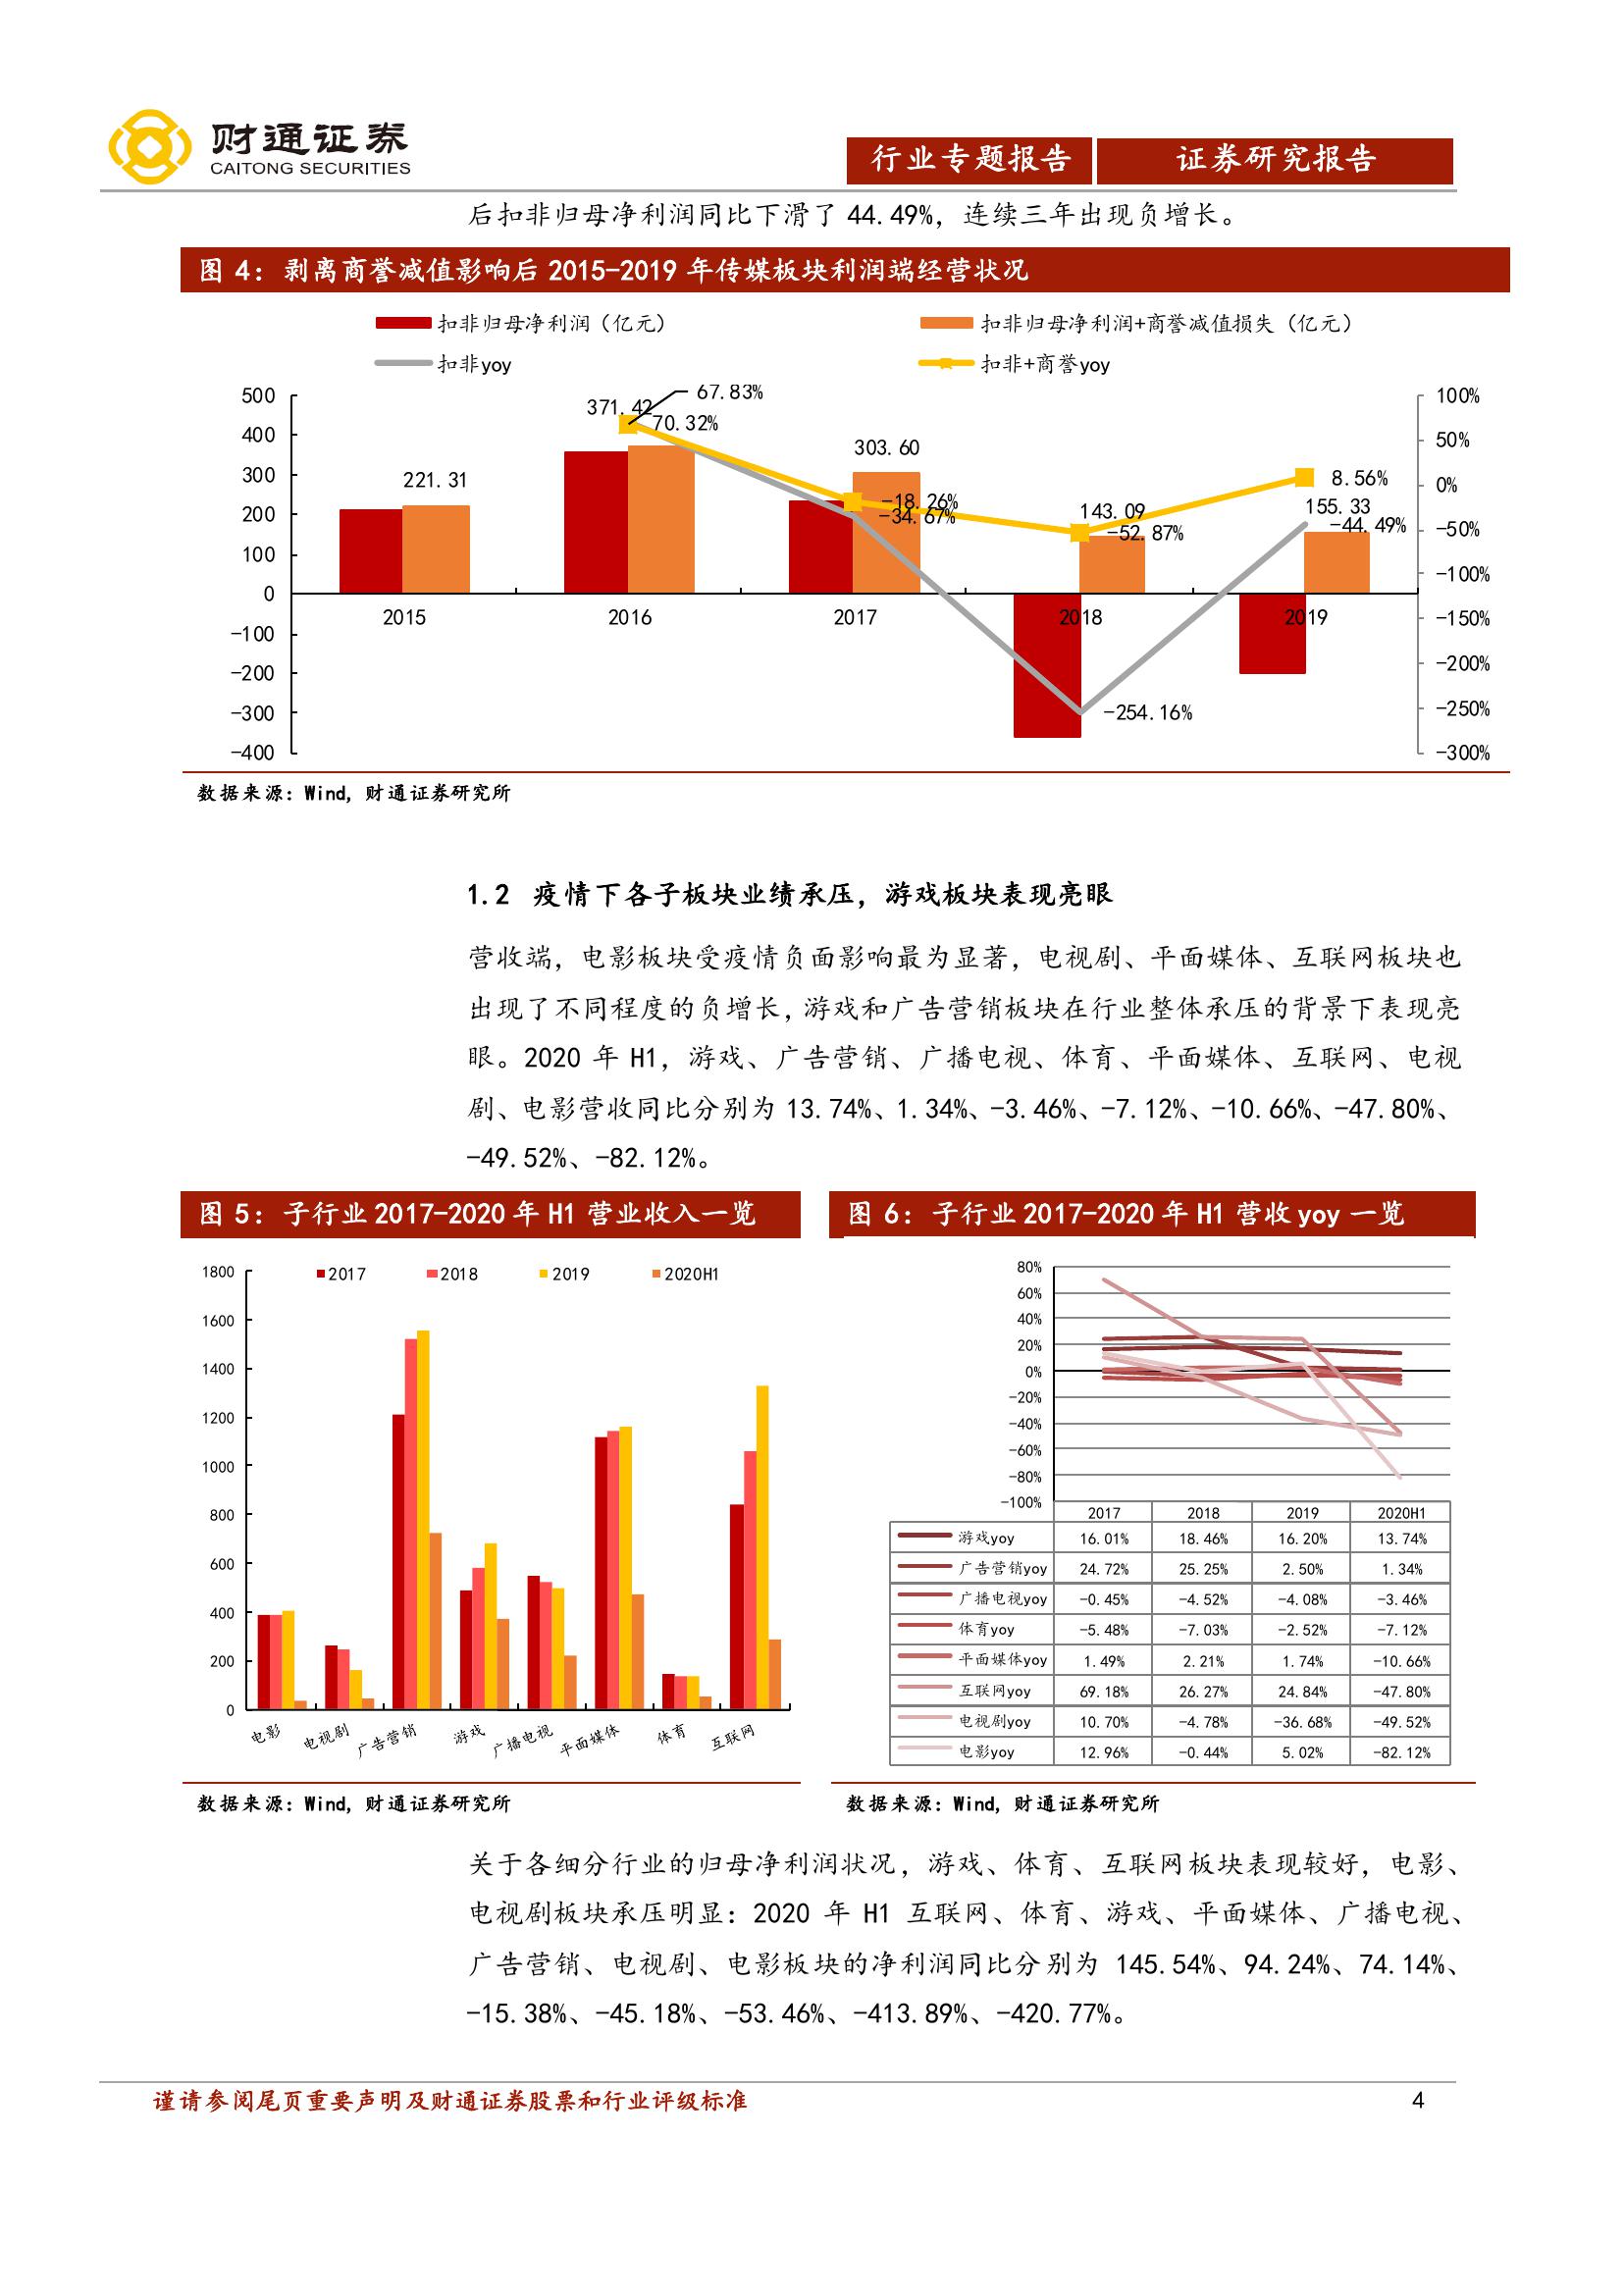 财通证券
CAITONG SECURITIES
行业专题报告 证券研究报告
后扣非归母净利润同比下滑了 44.49%，连续三年出现负增长。
图 4：剥离商誉减值影响后 2015-2019 年传媒板块利润端经营状况
扣非归母净利润（亿元） 扣非归母净利润+商誉减值损失（亿元）
扣非yoy 扣非+商誉yoy
500
400
300
200
100
0
-100
-200
-300
-400
221.31
371.42
67.83%
70.32%
303.60
-18.26%
-34.67%
143.09
-52.87%
-254.16%
8.56%
155.33
-44.49%
2015 2016 2017 2018 2019
100%
50%
0%
-50%
-100%
-150%
-200%
-250%
-300%
数据来源：Wind，财通证券研究所
1.2 疫情下各子板块业绩承压，游戏板块表现亮眼
营收端，电影板块受疫情负面影响最为显著，电视剧、平面媒体、互联网板块也
出现了不同程度的负增长，游戏和广告营销板块在行业整体承压的背景下表现亮
眼。2020 年 H1，游戏、广告营销、广播电视、体育、平面媒体、互联网、电视
剧、电影营收同比分别为 13.74%、1.34%、-3.46%、-7.12%、-10.66%、-47.80%、
-49.52%、-82.12%。
图 5：子行业 2017-2020 年 H1 营业收入一览
2017 2018 2019 2020H1
1800
1600
1400
1200
1000
800
600
400
200
0
电影 电视剧 广告营销 游戏 广播电视 平面媒体 体育 互联网
数据来源：Wind，财通证券研究所
图 6：子行业 2017-2020 年 H1 营收 yoy 一览
80%
60%
40%
20%
0%
-20%
-40%
-60%
-80%
-100%
2017 2018 2019 2020H1
游戏yoy 16.01% 18.46% 16.20% 13.74%
广告营销yoy 24.72% 25.25% 2.50% 1.34%
广播电视yoy -0.45% -4.52% -4.08% -3.46%
体育yoy -5.48% -7.03% -2.52% -7.12%
平面媒体yoy 1.49% 2.21% 1.74% -10.66%
互联网yoy 69.18% 26.27% 24.84% -47.80%
电视剧yoy 10.70% -4.78% -36.68% -49.52%
电影yoy 12.96% -0.44% 5.02% -82.12%
数据来源：Wind，财通证券研究所
关于各细分行业的归母净利润状况，游戏、体育、互联网板块表现较好，电影、
电视剧板块承压明显：2020 年 H1 互联网、体育、游戏、平面媒体、广播电视、
广告营销、电视剧、电影板块的净利润同比分别为 145.54%、94.24%、74.14%、
-15.38%、-45.18%、-53.46%、-413.89%、-420.77%。
谨请参阅尾页重要声明及财通证券股票和行业评级标准 4